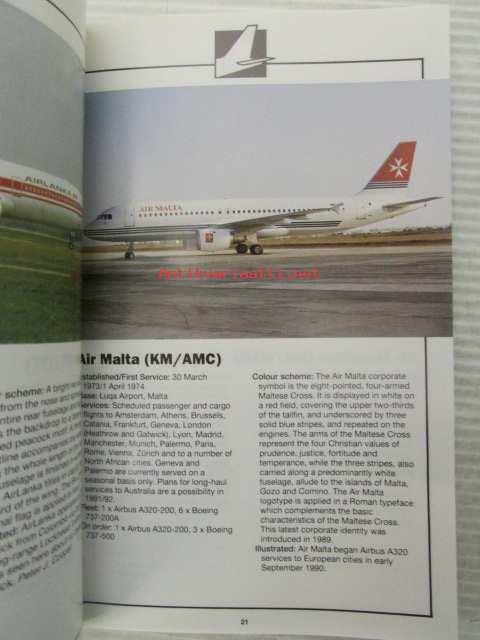 AIRLANKA
AIR MALTA
Antikvariaatti.net
Air Malta (KM/AMC)
Established/First Service: 30 March
1973/1 April 1974
Base: Luqa Airport, Malta
Services: Scheduled passenger and cargo
flights to Amsterdam, Athens, Brussels,
Catania, Frankfurt, Geneva, London
(Heathrow and Gatwick), Lyon, Madrid,
Manchester, Munich, Palermo, Paris,
Rome, Vienna, Zürich and to a number of
North African cities. Geneva and
Palermo are currently served on a
seasonal basis only. Plans for long-haul
services to Australia are a possibility in
1991/92.
Fleet: 1 x Airbus A320-200, 6 x Boeing
737-200A
On order: 1 x Airbus A320-200, 3 x Boeing
737-500
Colour scheme: The Air Malta corporate
symbol is the eight-pointed, four-armed
Maltese Cross. It is displayed in white on
a red field, covering the upper two-thirds
of the tailfin, and underscored by three
solid blue stripes, and repeated on the
engines. The arms of the Maltese Cross
represent the four Christian values of
prudence, justice, fortitude and
temperance, while the three stripes, also
carried along a predominantly white
fuselage, allude to the islands of Malta,
Gozo and Comino. The Air Malta
logotype is applied in a Roman typeface
which complements the basic
characteristics of the Maltese Cross.
This latest corporate identity was
introduced in 1989.
Illustrated: Air Malta began Airbus A320
services to European cities in early
September 1990.
21